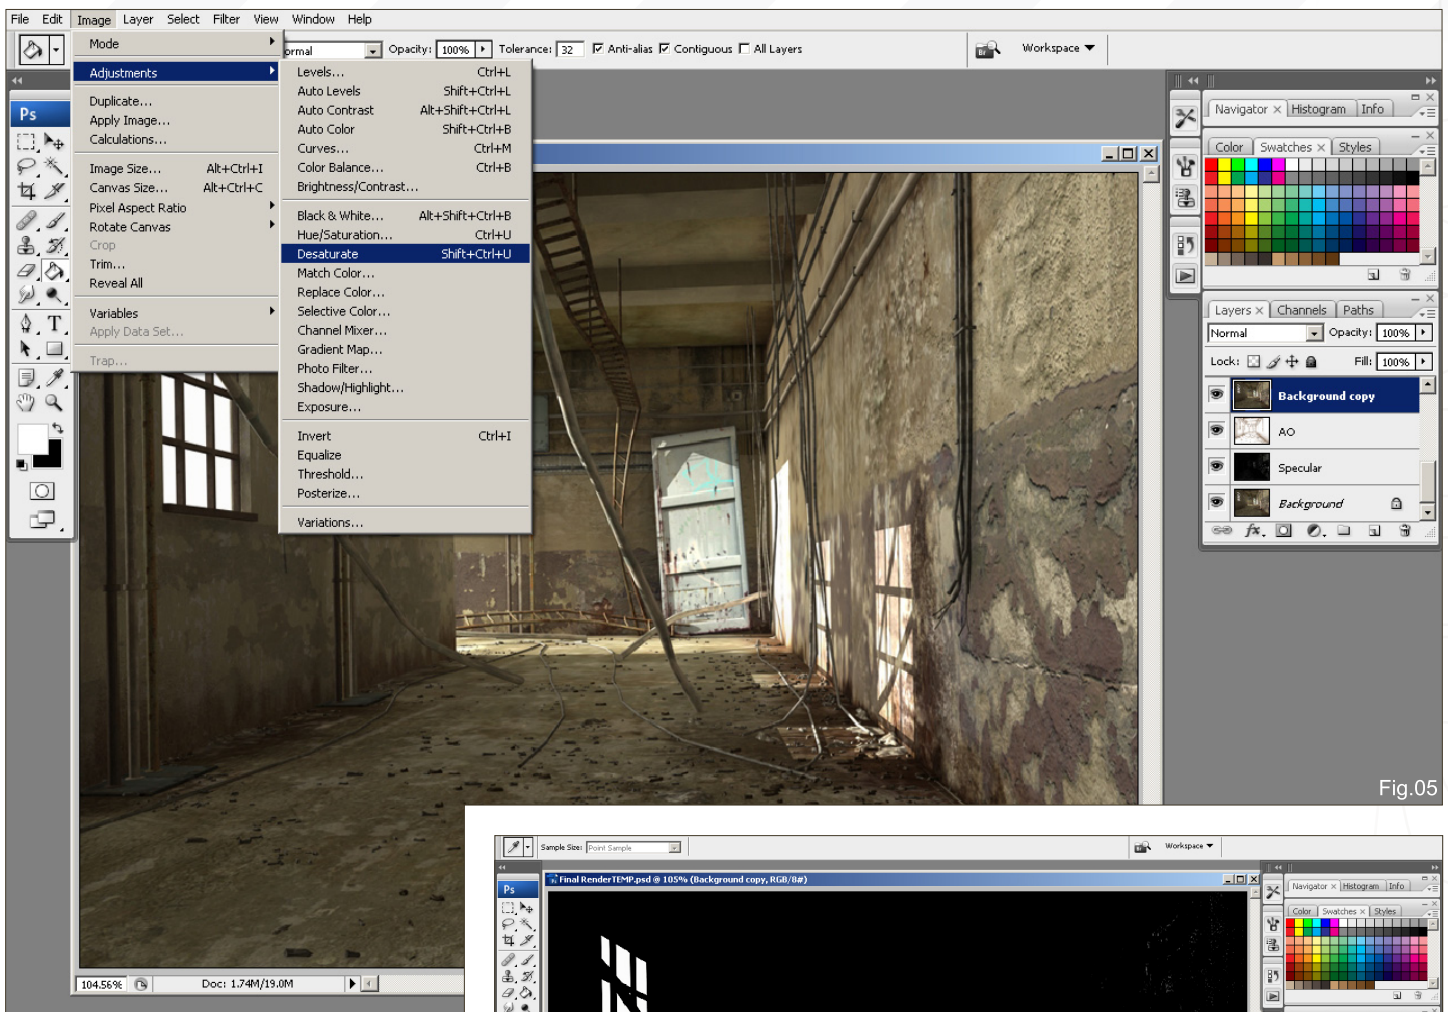 File Edit Image Layer Select Filter View Window Help
Mode
Adjustments
Duplicate...
Apply Image...
Calculations...
Image Size... Alt+Ctrl+I
Canvas Size... Alt+Ctrl+C
Pixel Aspect Ratio
Rotate Canvas
Crop
Trim...
Reveal All
Variables
Apply Data Set...
Trap...
Opacity: 100% Tolerance: 32 Anti-alias Contiguous All Layers
Br Workspace
Levels... Ctrl+L
Auto Levels Shift+Ctrl+L
Auto Contrast Alt+Shift+Ctrl+L
Auto Color Shift+Ctrl+B
Curves... Ctrl+M
Color Balance... Ctrl+B
Brightness/Contrast...
Black & White... Alt+Shift+Ctrl+B
Hue/Saturation... Ctrl+U
Desaturate Shift+Ctrl+U
Match Color...
Replace Color...
Selective Color...
Channel Mixer...
Gradient Map...
Photo Filter...
Shadow/Highlight...
Exposure...
Invert Ctrl+I
Equalize
Threshold...
Posterize...
Variations...
Ps
T
Navigator × Histogram Info
Color Swatches × Styles
Layers × Channels Paths
Normal Opacity: 100%
Lock: Fill: 100%
Background copy
AO
Specular
Background
fx.
104.56% Doc: 1.74M/19.0M
Fig.05
Sample Size: Point Sample
Workspace
Ps
Final RenderTEMP.psd @ 105% (Background copy, RGB/8#)
Navigator × Histogram Info
Color Swatches × Styles